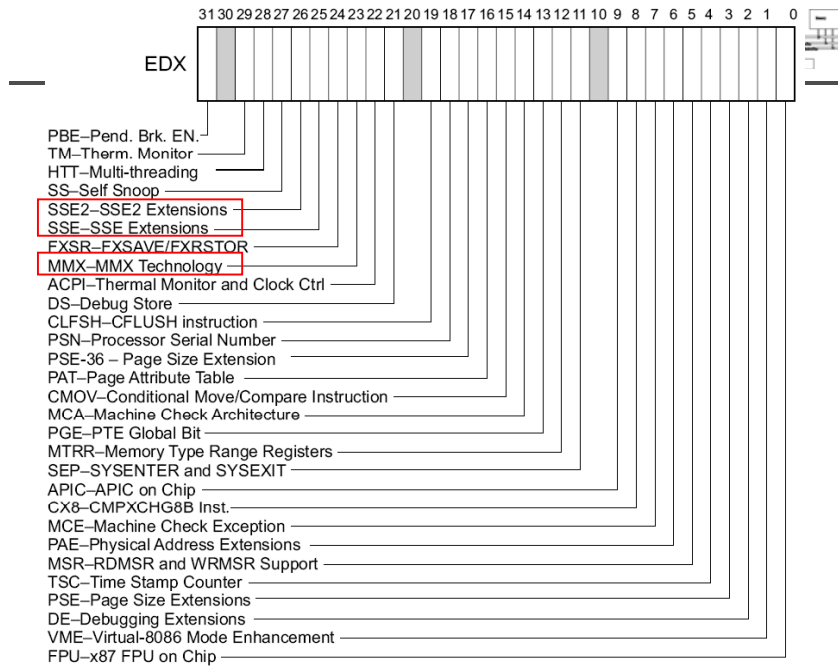 31 30 29 28 27 26 25 24 23 22 21 20 19 18 17 16 15 14 13 12 11 10 9 8 7 6 5 4 3 2 1 0
EDX
PBE–Pend. Brk. EN.
TM–Therm. Monitor
HTT–Multi-threading
SS–Self Snoop
SSE2–SSE2 Extensions
SSE–SSE Extensions
FXSR–FXSAVE/FXRSTOR
MMX–MMX Technology
ACPI–Thermal Monitor and Clock Ctrl
DS–Debug Store
CLFSH–CFLUSH instruction
PSN–Processor Serial Number
PSE-36 – Page Size Extension
PAT–Page Attribute Table
CMOV–Conditional Move/Compare Instruction
MCA–Machine Check Architecture
PGE–PTE Global Bit
MTRR–Memory Type Range Registers
SEP–SYSENTER and SYSEXIT
APIC–APIC on Chip
CX8–CMPXCHG8B Inst.
MCE–Machine Check Exception
PAE–Physical Address Extensions
MSR–RDMSR and WRMSR Support
TSC–Time Stamp Counter
PSE–Page Size Extensions
DE–Debugging Extensions
VME–Virtual-8086 Mode Enhancement
FPU–x87 FPU on Chip